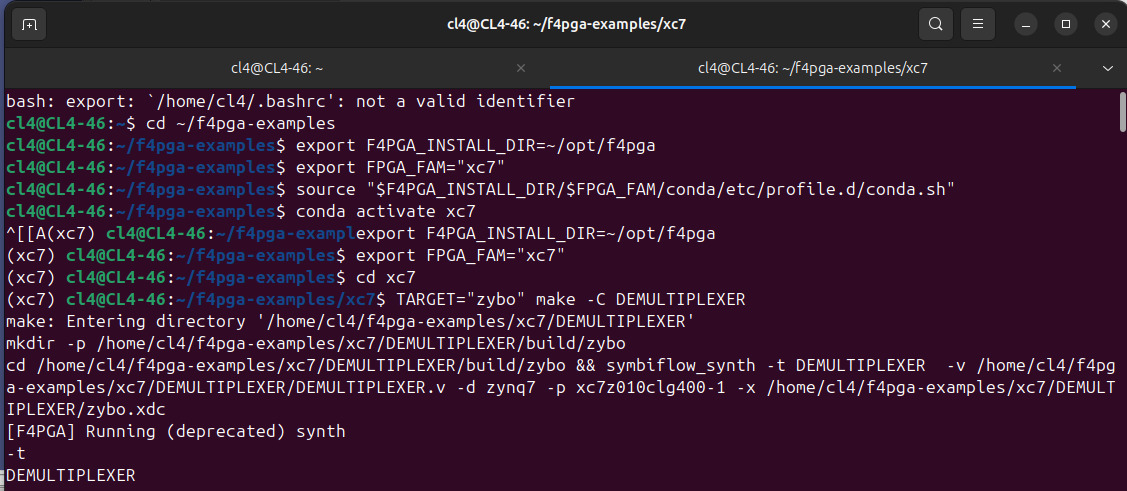 cl4@CL4-46: ~/f4pga-examples/xc7
cl4@CL4-46: ~
cl4@CL4-46: ~/f4pga-examples/xc7
bash: export: `/home/cl4/.bashrc': not a valid identifier
cl4@CL4-46:~$ cd ~/f4pga-examples
cl4@CL4-46:~/f4pga-examples$ export F4PGA_INSTALL_DIR=~/opt/f4pga
cl4@CL4-46:~/f4pga-examples$ export FPGA_FAM="xc7"
cl4@CL4-46:~/f4pga-examples$ source "$F4PGA_INSTALL_DIR/$FPGA_FAM/conda/etc/profile.d/conda.sh"
cl4@CL4-46:~/f4pga-examples$ conda activate xc7
^[[A(xc7) cl4@CL4-46:~/f4pga-examplexport F4PGA_INSTALL_DIR=~/opt/f4pga
(xc7) cl4@CL4-46:~/f4pga-examples$ export FPGA_FAM="xc7"
(xc7) cl4@CL4-46:~/f4pga-examples$ cd xc7
(xc7) cl4@CL4-46:~/f4pga-examples/xc7$ TARGET="zybo" make -C DEMULTIPLEXER
make: Entering directory '/home/cl4/f4pga-examples/xc7/DEMULTIPLEXER'
mkdir -p /home/cl4/f4pga-examples/xc7/DEMULTIPLEXER/build/zybo
cd /home/cl4/f4pga-examples/xc7/DEMULTIPLEXER/build/zybo && symbiflow_synth -t DEMULTIPLEXER  -v /home/cl4/f4pg
a-examples/xc7/DEMULTIPLEXER/DEMULTIPLEXER.v -d zynq7 -p xc7z010clg400-1 -x /home/cl4/f4pga-examples/xc7/DEMULT
IPLEXER/zybo.xdc
[F4PGA] Running (deprecated) synth
-t
DEMULTIPLEXER